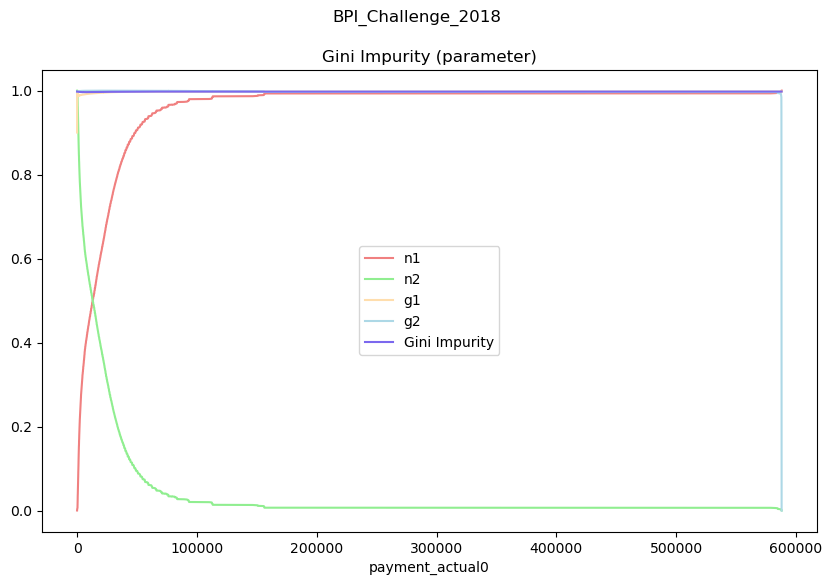 BPI_Challenge_2018
Gini Impurity (parameter)
1.0
0.8
0.6
0.4
0.2
0.0
n1
n2
g1
g2
Gini Impurity
0
100000
200000
300000
400000
500000
600000
payment_actual0